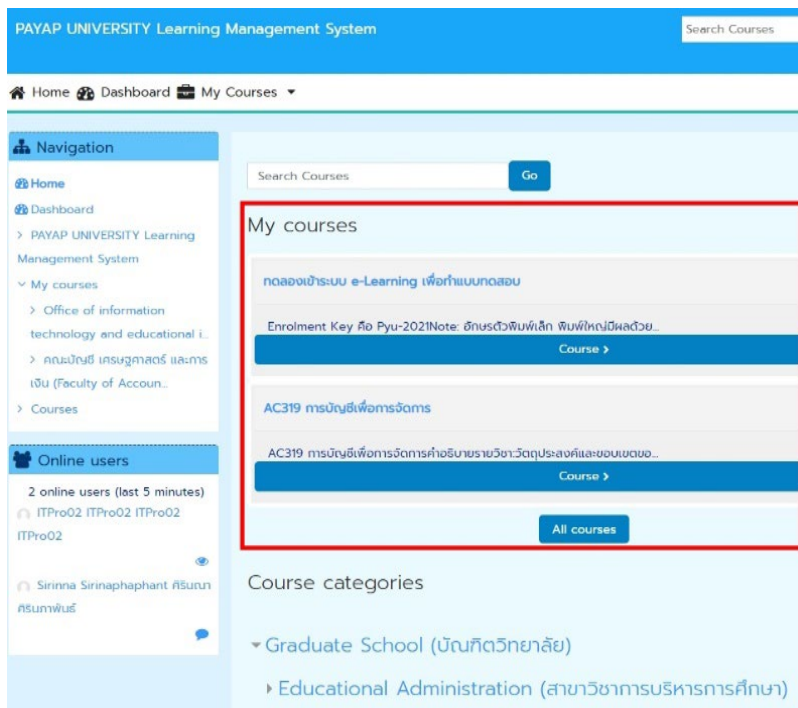 PAYAP UNIVERSITY Learning Management System
Search Courses
Home Dashboard My Courses
Navigation
Home
Dashboard
PAYAP UNIVERSITY Learning
Management System
My courses
Office of information
technology and educational i...
คณะบัญชี เศรษฐศาสตร์ และการ
เงิน (Faculty of Accoun...
Courses
Online users
2 online users (last 5 minutes)
ITPro02 ITPro02 ITPro02
ITPro02
Sirinna Sirinaphaphant ศิริณนา
ศิรินภาพันธ์
Search Courses
Go
My courses
ทดลองเข้าระบบ e-Learning เพื่อทำแบบทดสอบ
Enrolment Key คือ Pyu-2021Note: อักษรตัวพิมพ์เล็ก พิมพ์ใหญ่มีผลด้วย...
Course
AC319 การบัญชีเพื่อการจัดการ
AC319 การบัญชีเพื่อการจัดการคำอธิบายรายวิชา:วัตถุประสงค์และขอบเขตขอ...
Course
All courses
Course categories
Graduate School (บัณฑิตวิทยาลัย)
Educational Administration (สาขาวิชาการบริหารการศึกษา)